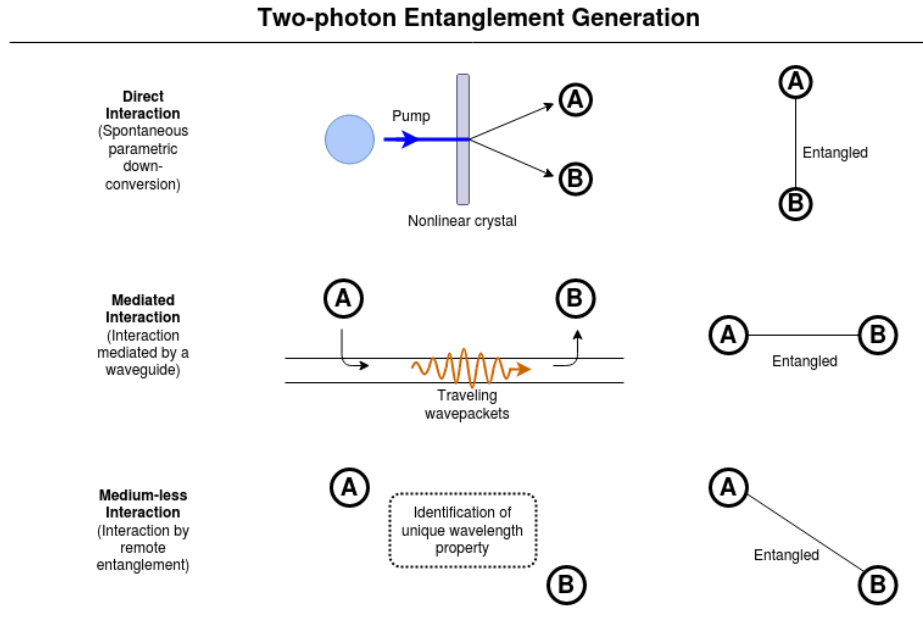 Two-photon Entanglement Generation
Direct
Interaction
(Spontaneous
parametric
down-
conversion)
Pump
A
B
Nonlinear crystal
A
Entangled
B
Mediated
Interaction
(Interaction
mediated by a
waveguide)
A
B
Traveling
wavepackets
A
B
Entangled
Medium-less
Interaction
(Interaction by
remote
entanglement)
A
Identification of
unique wavelength
property
B
A
Entangled
B